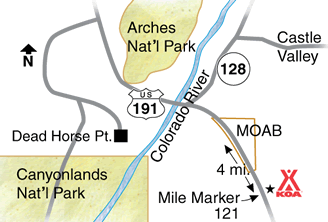 Arches
Nat'l Park
Castle
Valley
N
128
US
191
Colorado River
MOAB
Dead Horse Pt.
4 mi.
Canyonlands
Nat'l Park
Mile Marker
121
KOA